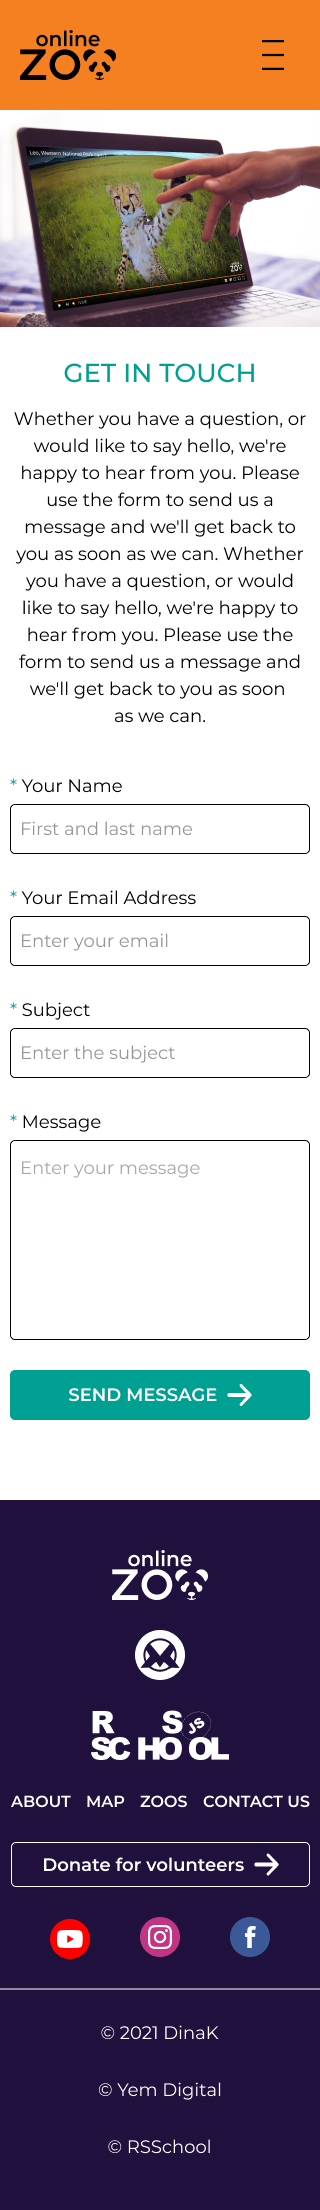 online
ZOO
Leo, Western National Park
online
ZOO
GET IN TOUCH
Whether you have a question, or
would like to say hello, we're
happy to hear from you. Please
use the form to send us a
message and we'll get back to
you as soon as we can. Whether
you have a question, or would
like to say hello, we're happy to
hear from you. Please use the
form to send us a message and
we'll get back to you as soon
as we can.
* Your Name
First and last name
* Your Email Address
Enter your email
* Subject
Enter the subject
* Message
Enter your message
SEND MESSAGE
online
ZOO
R S JS
SCHOOL
ABOUT MAP ZOOS CONTACT US
Donate for volunteers
© 2021 DinaK
© Yem Digital
© RSSchool